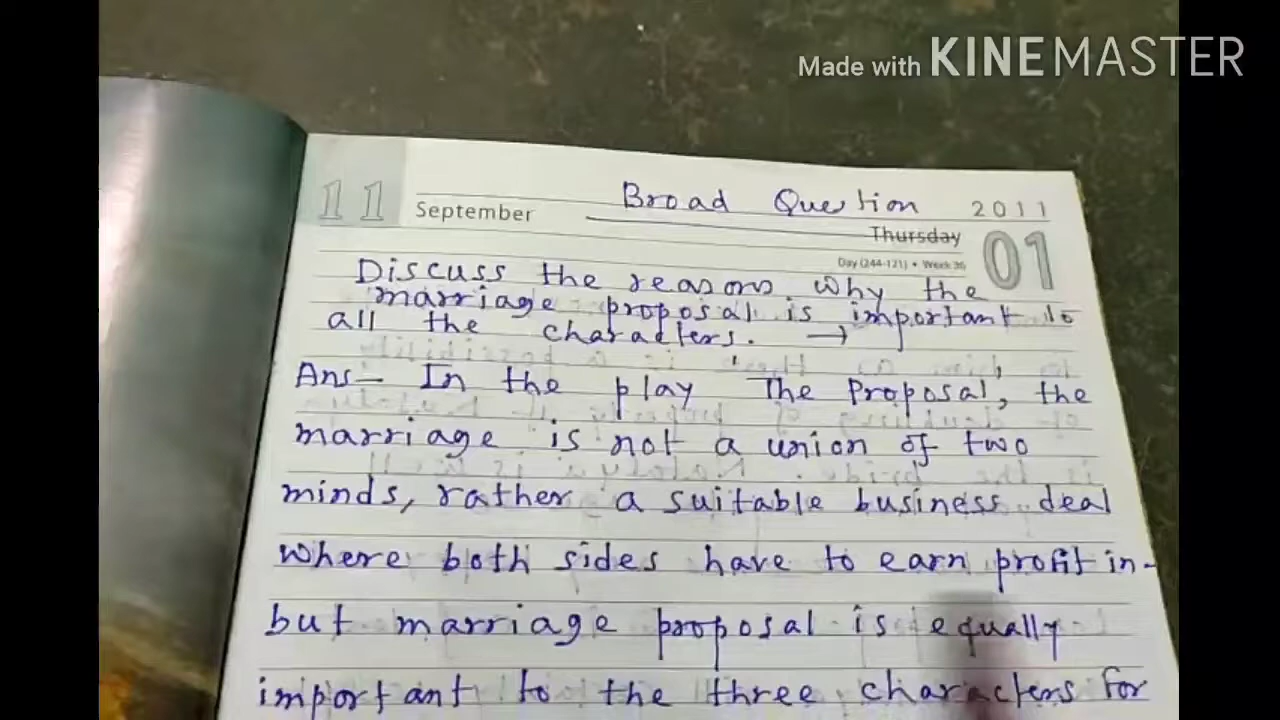 Made with KINEMASTER
11
September
Broad Question
2011
Thursday
01
Day (244-121) • Week 36
Discuss the reasons why the
marriage proposal is important to
all the characters. →
Ans - In the play The Proposal, the
marriage is not a union of two
minds, rather a suitable business deal
where both sides have to earn profit in-
but marriage proposal is equally
important to the three characters for